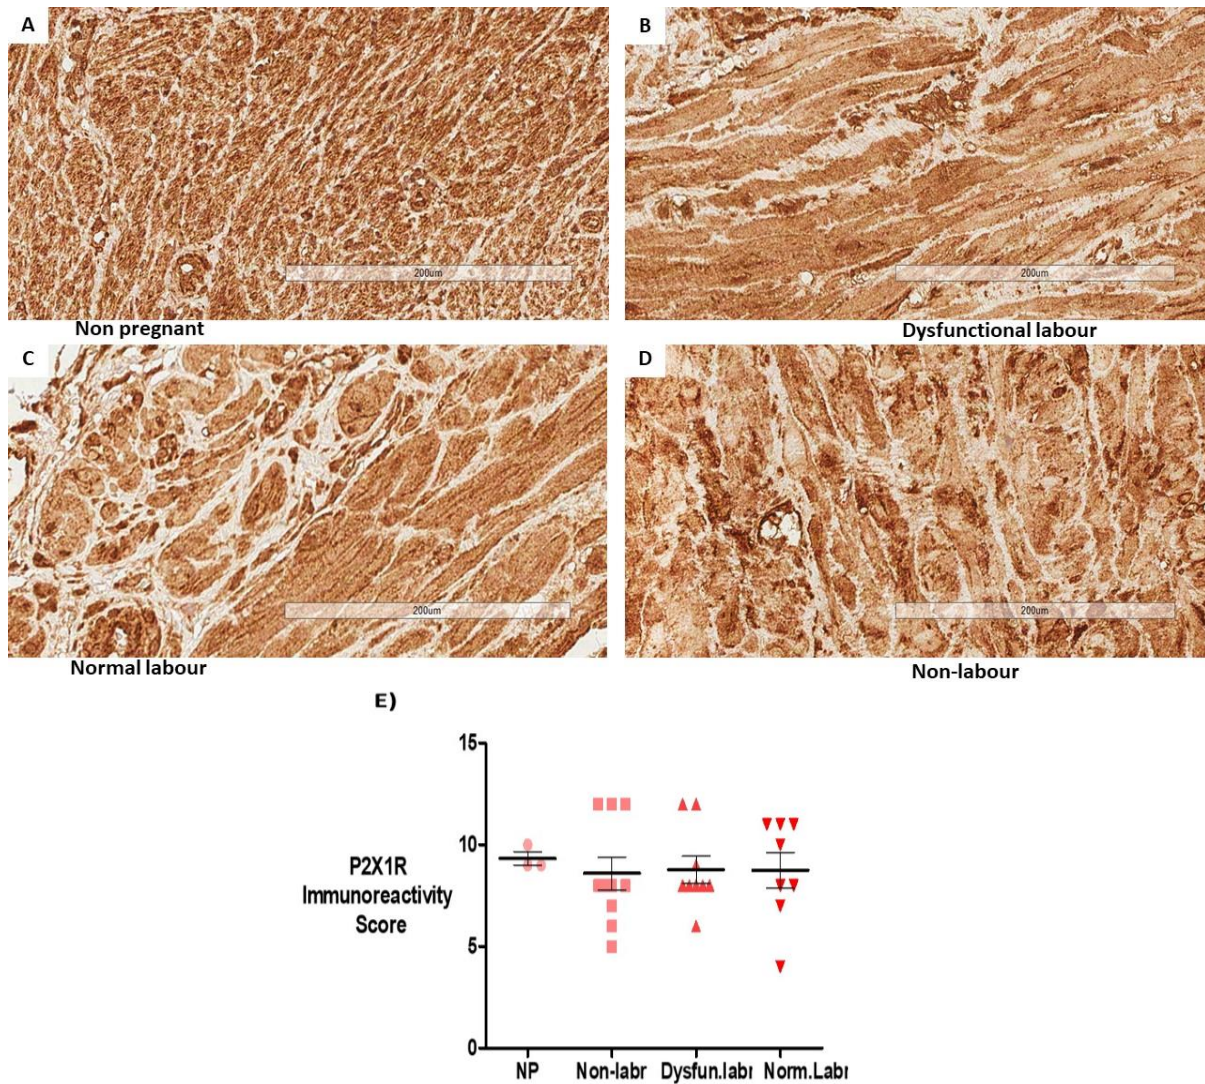 A
200um
Non pregnant
B
200um
Dysfunctional labour
C
200um
Normal labour
D
200um
Non-labour
E)
15
10
5
0
P2X1R
Immunoreactivity
Score
NP Non-labr Dysfun.labr Norm.Labr